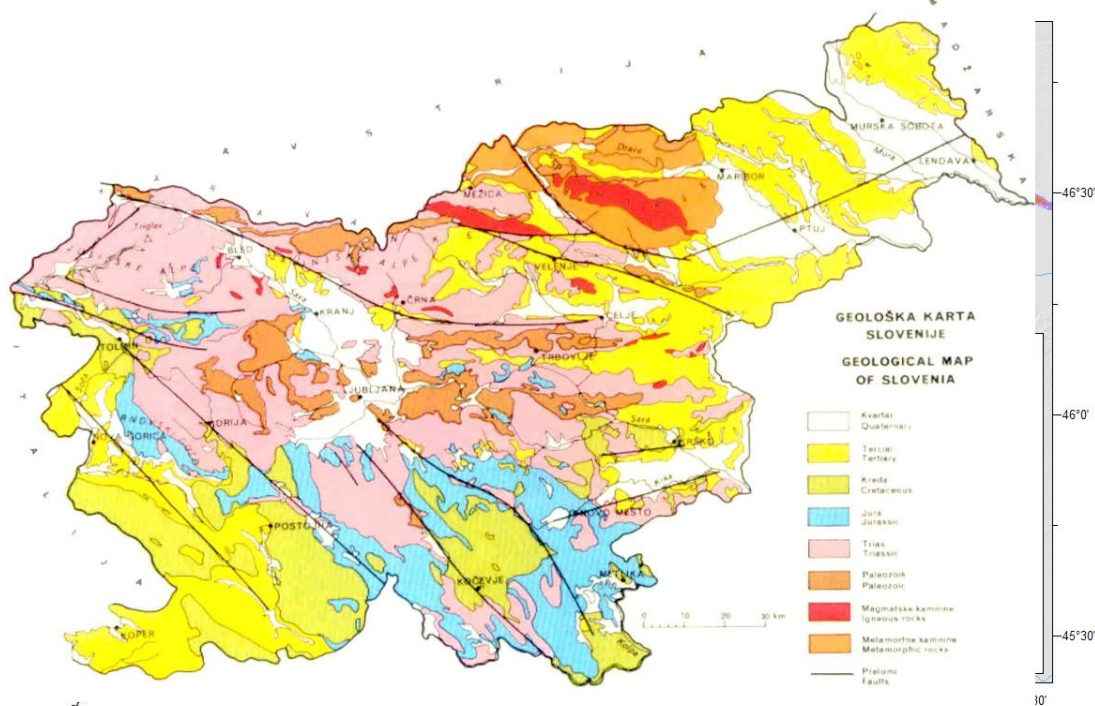 A V S T R I J A
M A D Ž A R S K A
MURSKA SOBOTA
Mura
LENDAVA
Drava
MARIBOR
MEŽICA
PTUJ
Triglav
BLED
VELENJE
Sava
KRANJ
ČRNA
CELJE
TOLMIN
TRBOVLJE
Soča
LJUBLJANA
IDRIJA
NOVA GORICA
Sava
KRŠKO
Krka
NOVO MESTO
POSTOJNA
METLIKA
KOČEVJE
KOPER
Kolpa
0 10 20 30 km
GEOLOŠKA KARTA
SLOVENIJE
GEOLOGICAL MAP
OF SLOVENIA
Kvartar
Quaternary
Terciar
Tertiary
Kreda
Cretaceous
Jura
Jurassic
Trias
Triassic
Paleozoik
Paleozoic
Magmatske kamnine
Igneous rocks
Metamorfne kamnine
Metamorphic rocks
Prelomi
Faults
46°30'
46°0'
45°30'
30'